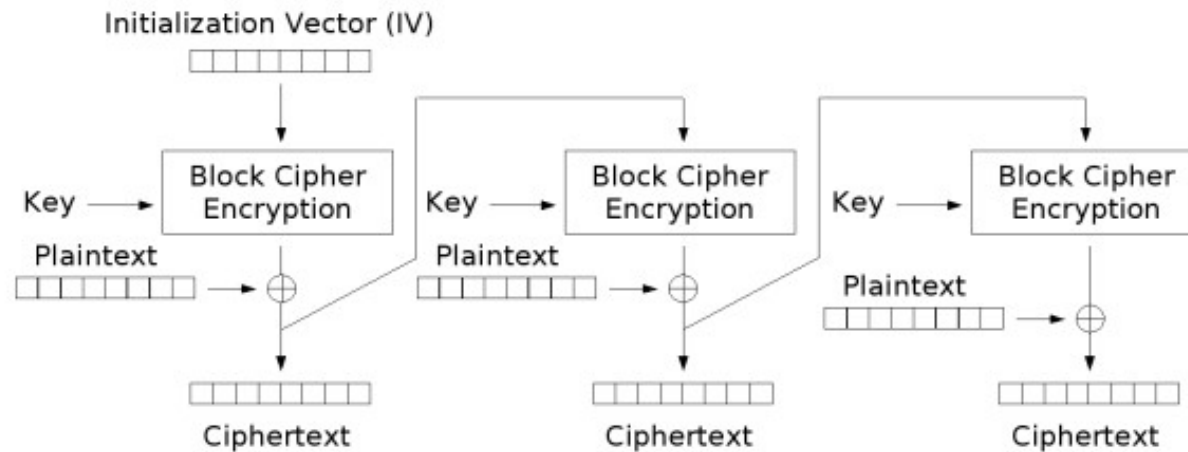 Initialization Vector (IV)
Key
Block Cipher
Encryption
Plaintext
Ciphertext
Key
Block Cipher
Encryption
Plaintext
Ciphertext
Key
Block Cipher
Encryption
Plaintext
Ciphertext